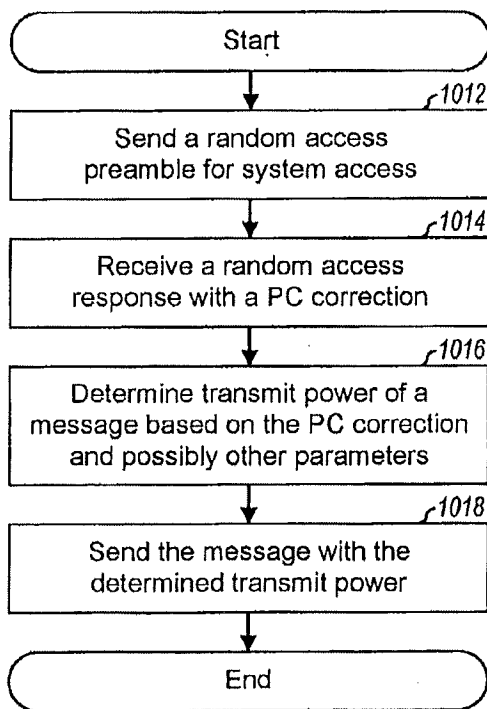 Start
1012
Send a random access
preamble for system access
1014
Receive a random access
response with a PC correction
1016
Determine transmit power of a
message based on the PC correction
and possibly other parameters
1018
Send the message with the
determined transmit power
End